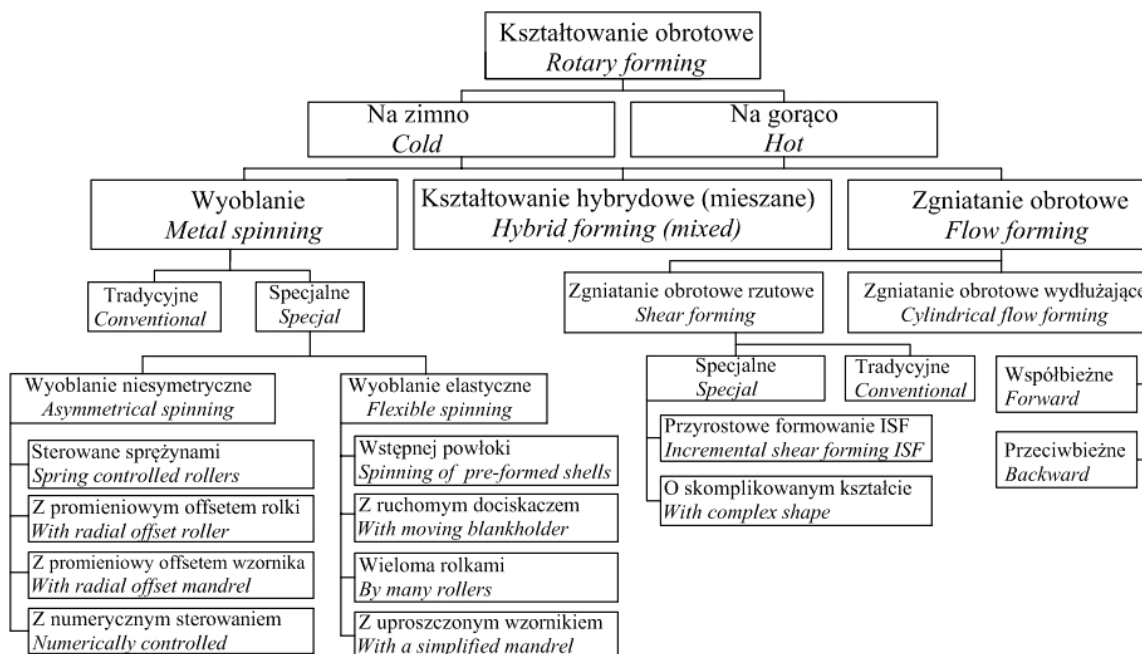 Kształtowanie obrotowe
Rotary forming
Na zimno
Cold
Na gorąco
Hot
Wyoblanie
Metal spinning
Kształtowanie hybrydowe (mieszane)
Hybrid forming (mixed)
Zgniatanie obrotowe
Flow forming
Tradycyjne
Conventional
Specjalne
Specjal
Zgniatanie obrotowe rzutowe
Shear forming
Zgniatanie obrotowe wydłużające
Cylindrical flow forming
Wyoblanie niesymetryczne
Asymmetrical spinning
Wyoblanie elastyczne
Flexible spinning
Specjalne
Specjal
Tradycyjne
Conventional
Współbieżne
Forward
Sterowane sprężynami
Spring controlled rollers
Wstępnej powłoki
Spinning of pre-formed shells
Przyrostowe formowanie ISF
Incremental shear forming ISF
Przeciwbieżne
Backward
Z promieniowym offsetem rolki
With radial offset roller
Z ruchomym dociskaczem
With moving blankholder
O skomplikowanym kształcie
With complex shape
Z promieniowy offsetem wzornika
With radial offset mandrel
Wieloma rolkami
By many rollers
Z numerycznym sterowaniem
Numerically controlled
Z uproszczonym wzornikiem
With a simplified mandrel